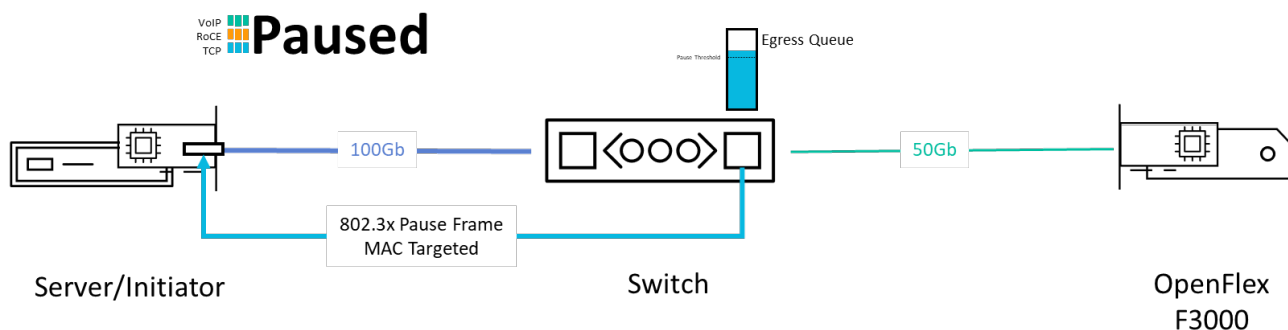 VoIP
RoCE
TCP
Paused
Egress Queue
Pause Threshold
100Gb
50Gb
802.3x Pause Frame
MAC Targeted
Server/Initiator
Switch
OpenFlex
F3000